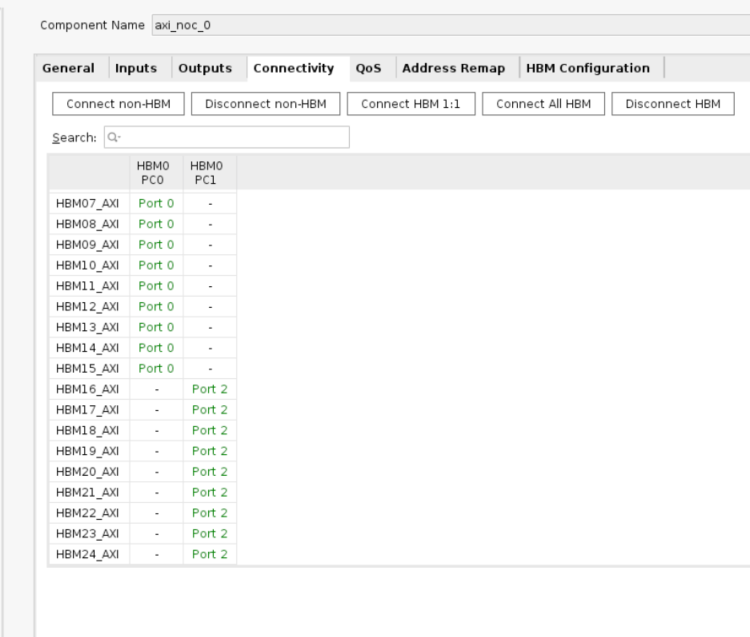 Component Name axi_noc_0
General Inputs Outputs Connectivity QoS Address Remap HBM Configuration
Connect non-HBM Disconnect non-HBM Connect HBM 1:1 Connect All HBM Disconnect HBM
Search:
HBM0 HBM0
PC0 PC1
HBM07_AXI Port 0 -
HBM08_AXI Port 0 -
HBM09_AXI Port 0 -
HBM10_AXI Port 0 -
HBM11_AXI Port 0 -
HBM12_AXI Port 0 -
HBM13_AXI Port 0 -
HBM14_AXI Port 0 -
HBM15_AXI Port 0 -
HBM16_AXI - Port 2
HBM17_AXI - Port 2
HBM18_AXI - Port 2
HBM19_AXI - Port 2
HBM20_AXI - Port 2
HBM21_AXI - Port 2
HBM22_AXI - Port 2
HBM23_AXI - Port 2
HBM24_AXI - Port 2